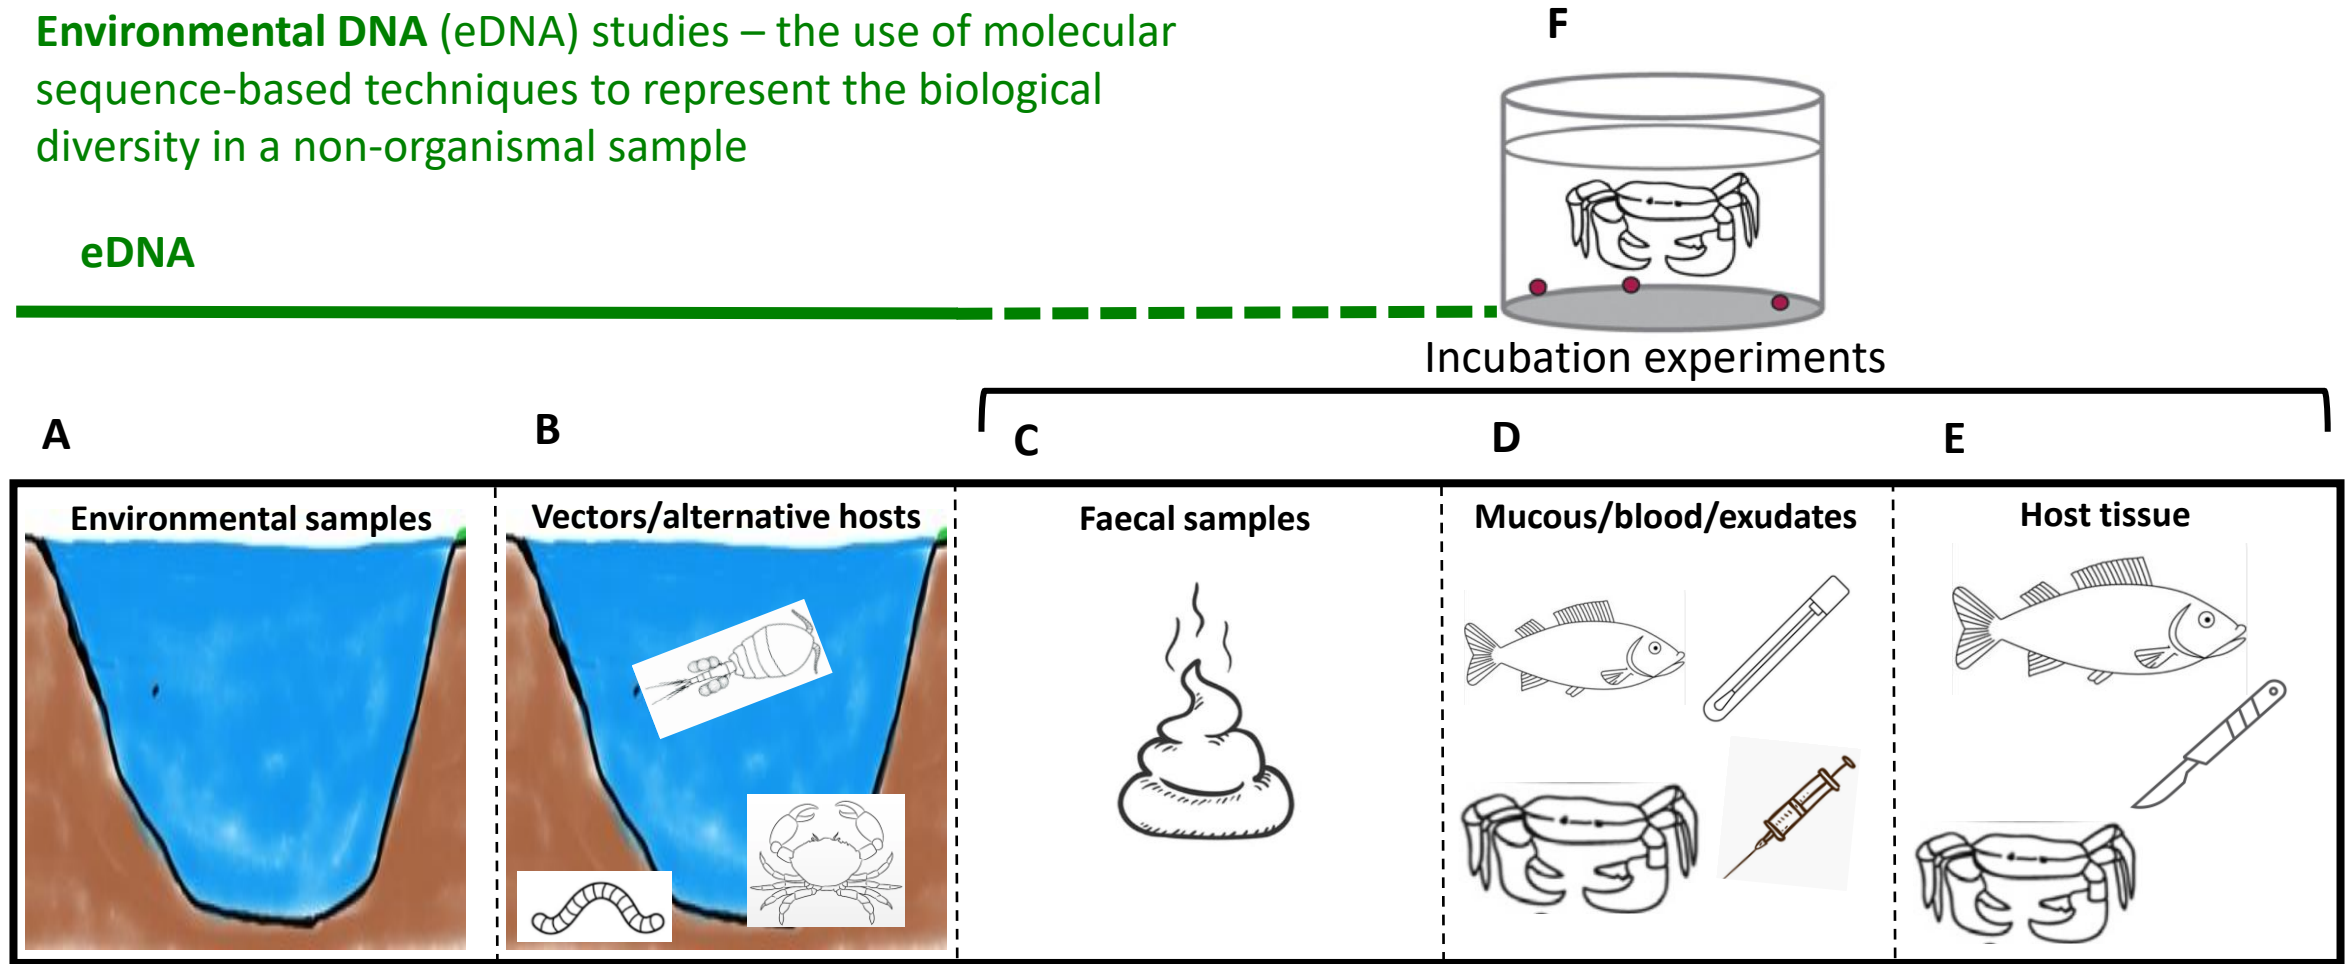 Environmental DNA (eDNA) studies – the use of molecular
sequence-based techniques to represent the biological
diversity in a non-organismal sample
F
eDNA
Incubation experiments
A
B
C
D
E
Environmental samples
Vectors/alternative hosts
Faecal samples
Mucous/blood/exudates
Host tissue